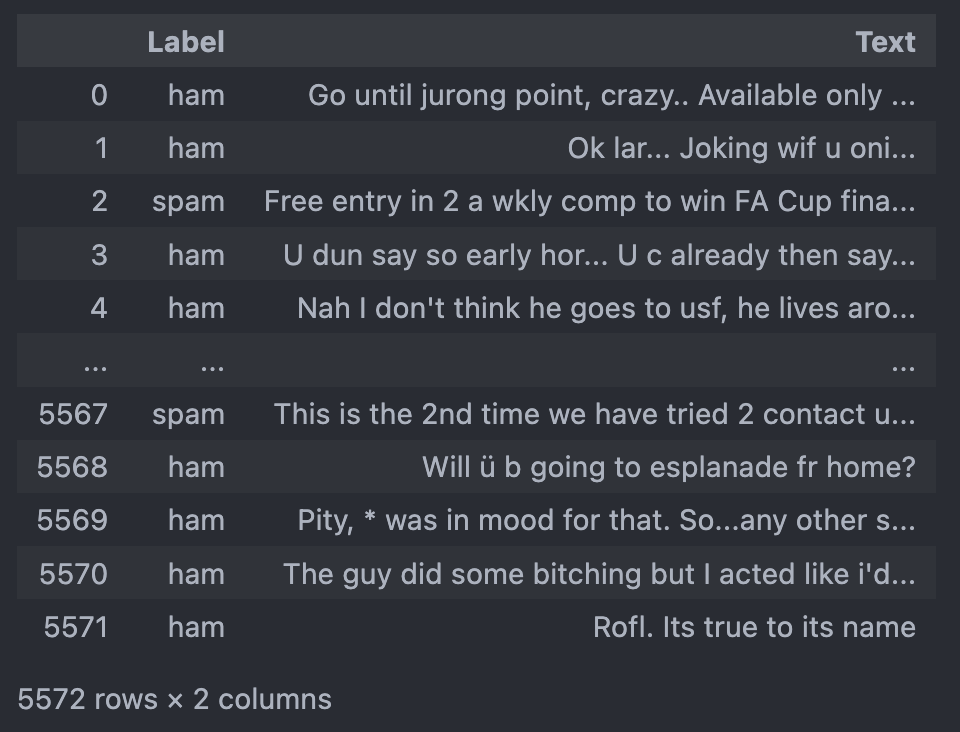 Label Text
0 ham Go until jurong point, crazy.. Available only ...
1 ham Ok lar... Joking wif u oni...
2 spam Free entry in 2 a wkly comp to win FA Cup fina...
3 ham U dun say so early hor... U c already then say...
4 ham Nah I don't think he goes to usf, he lives aro...
... ... ...
5567 spam This is the 2nd time we have tried 2 contact u...
5568 ham Will ü b going to esplanade fr home?
5569 ham Pity, * was in mood for that. So...any other s...
5570 ham The guy did some bitching but I acted like i'd...
5571 ham Rofl. Its true to its name
5572 rows × 2 columns